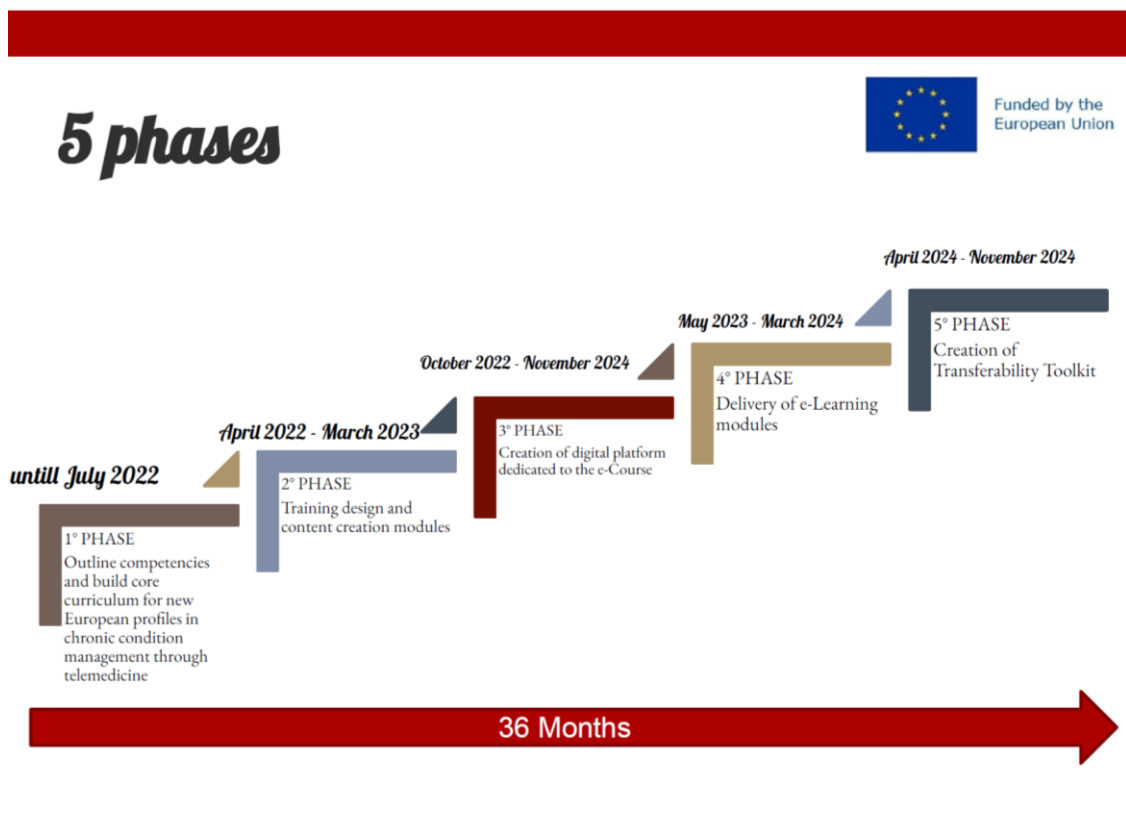 5 phases
Funded by the
European Union
untill July 2022
1° PHASE
Outline competencies
and build core
curriculum for new
European profiles in
chronic condition
management through
telemedicine
April 2022 - March 2023
2° PHASE
Training design and
content creation modules
October 2022 - November 2024
3° PHASE
Creation of digital platform
dedicated to the e-Course
May 2023 - March 2024
4° PHASE
Delivery of e-Learning
modules
April 2024 - November 2024
5° PHASE
Creation of
Transferability Toolkit
36 Months